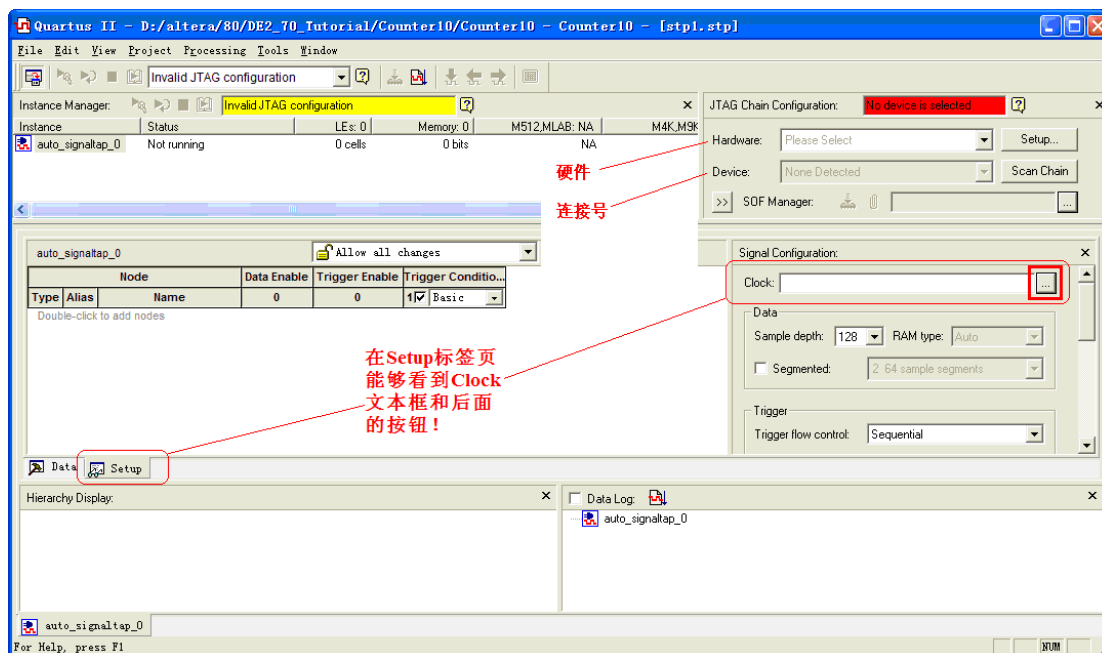 Quartus II - D:/altera/80/DE2_70_Tutorial/Counter10/Counter10 - Counter10 - [stp1.stp]
File Edit View Project Processing Tools Window
Invalid JTAG configuration
Instance Manager: Invalid JTAG configuration
Instance Status LEs: 0 Memory: 0 M512,MLAB: NA M4K,M9K
auto_signaltap_0 Not running 0 cells 0 bits NA
JTAG Chain Configuration: No device is selected
Hardware: Please Select Setup...
Device: None Detected Scan Chain
>> SOF Manager: ...
硬件
连接号
auto_signaltap_0 Allow all changes
Node Data Enable Trigger Enable Trigger Conditio...
Type Alias Name 0 0 1 Basic
Double-click to add nodes
在Setup标签页
能够看到Clock
文本框和后面
的按钮！
Signal Configuration:
Clock: ...
Data
Sample depth: 128 RAM type: Auto
Segmented: 2 64 sample segments
Trigger
Trigger flow control: Sequential
Data Setup
Hierarchy Display:
Data Log:
auto_signaltap_0
auto_signaltap_0
For Help, press F1
NUM